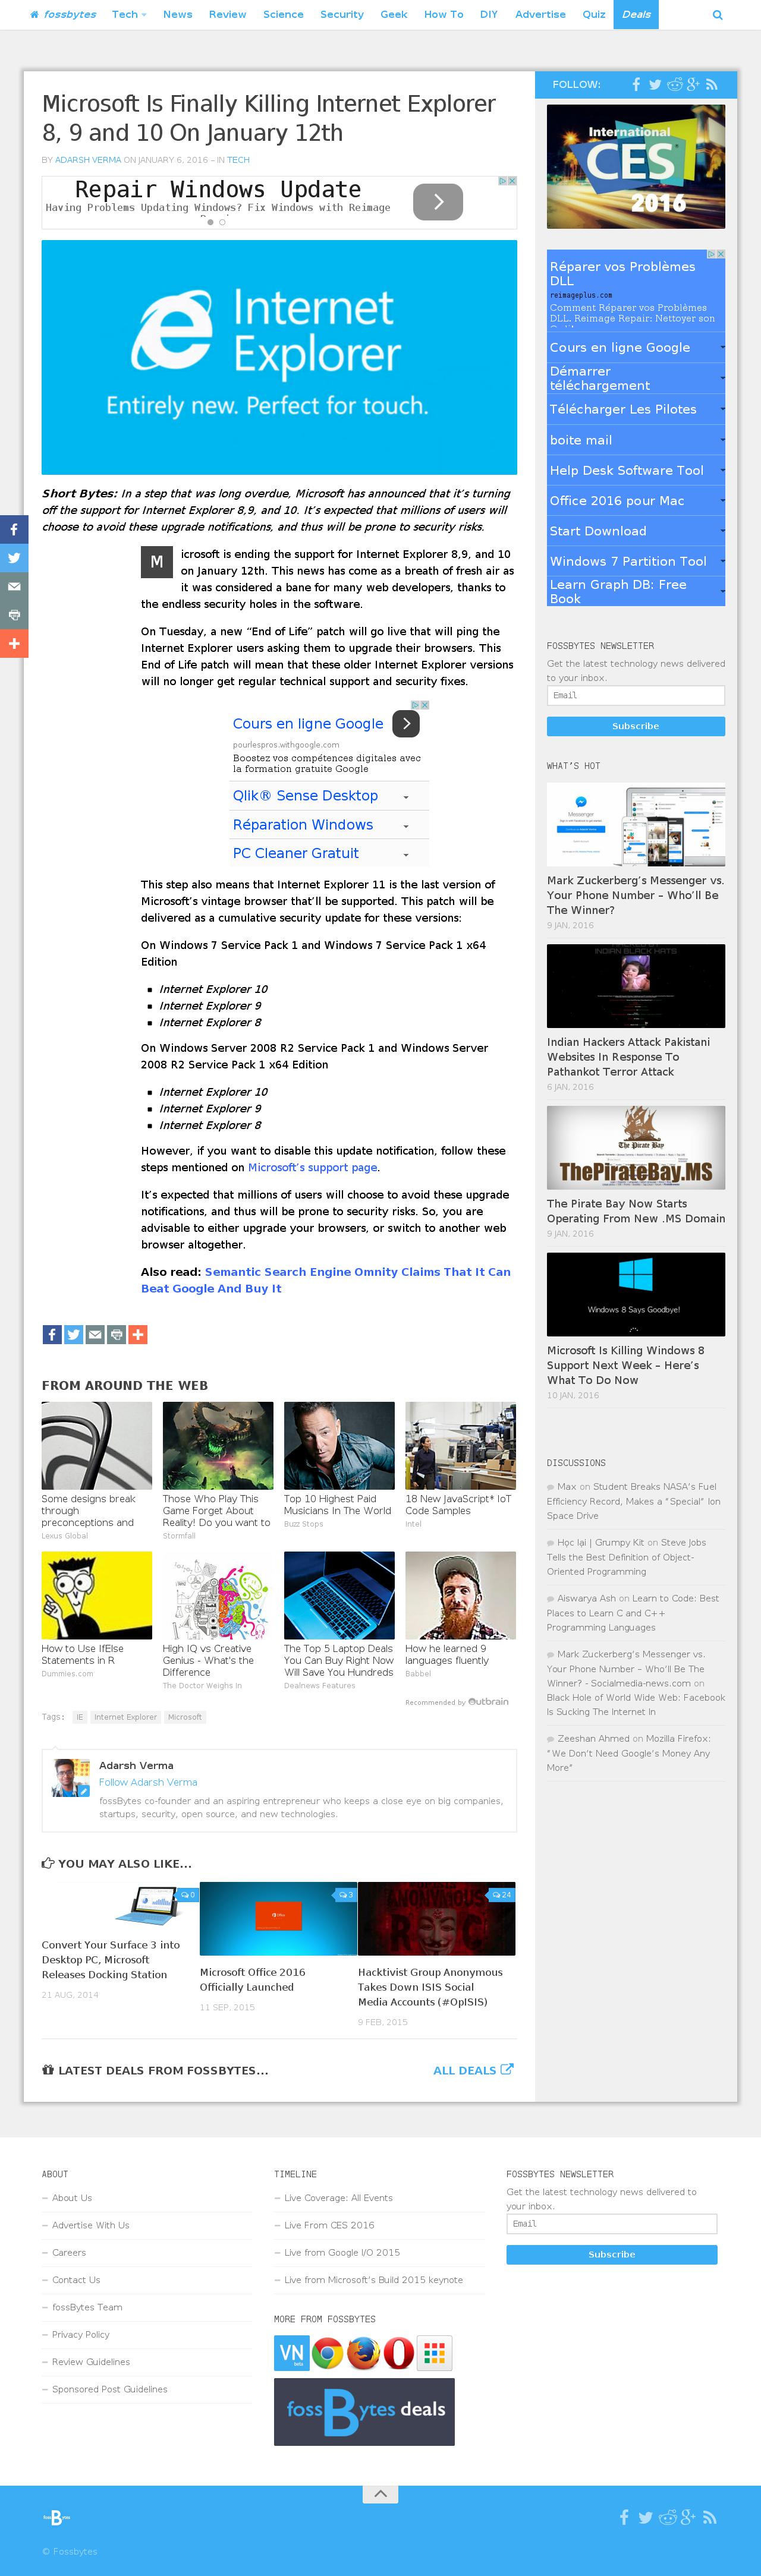 fossbytes Tech News Review Science Security Geek How To DIY Advertise Quiz Deals
Microsoft Is Finally Killing Internet Explorer
8, 9 and 10 On January 12th
BY ADARSH VERMA ON JANUARY 6, 2016 – IN TECH
Repair Windows Update
Having Problems Updating Windows? Fix Windows with Reimage
Internet
Explorer
Entirely new. Perfect for touch.
Short Bytes: In a step that was long overdue, Microsoft has announced that it's turning
off the support for Internet Explorer 8,9, and 10. It's expected that millions of users will
choose to avoid these upgrade notifications, and thus will be prone to security risks.
Microsoft is ending the support for Internet Explorer 8,9, and 10
on January 12th. This news has come as a breath of fresh air as
it was considered a bane for many web developers, thanks to
the endless security holes in the software.
On Tuesday, a new “End of Life” patch will go live that will ping the
Internet Explorer users asking them to upgrade their browsers. This
End of Life patch will mean that these older Internet Explorer versions
will no longer get regular technical support and security fixes.
Cours en ligne Google
pourlespros.withgoogle.com
Boostez vos compétences digitales avec
la formation gratuite Google
Qlik® Sense Desktop
Réparation Windows
PC Cleaner Gratuit
This step also means that Internet Explorer 11 is the last version of
Microsoft's vintage browser that'll be supported. This patch will be
delivered as a cumulative security update for these versions:
On Windows 7 Service Pack 1 and Windows 7 Service Pack 1 x64
Edition
Internet Explorer 10
Internet Explorer 9
Internet Explorer 8
On Windows Server 2008 R2 Service Pack 1 and Windows Server
2008 R2 Service Pack 1 x64 Edition
Internet Explorer 10
Internet Explorer 9
Internet Explorer 8
However, if you want to disable this update notification, follow these
steps mentioned on Microsoft's support page.
It's expected that millions of users will choose to avoid these upgrade
notifications, and thus will be prone to security risks. So, you are
advisable to either upgrade your browsers, or switch to another web
browser altogether.
Also read: Semantic Search Engine Omnity Claims That It Can
Beat Google And Buy It
FROM AROUND THE WEB
Some designs break
through
preconceptions and
Lexus Global
Those Who Play This
Game Forget About
Reality! Do you want to
Stormfall
Top 10 Highest Paid
Musicians In The World
Buzz Stops
18 New JavaScript* IoT
Code Samples
Intel
How to Use IfElse
Statements in R
Dummies.com
High IQ vs Creative
Genius - What's the
Difference
The Doctor Weighs In
The Top 5 Laptop Deals
You Can Buy Right Now
Will Save You Hundreds
Dealnews Features
How he learned 9
languages fluently
Babbel
Recommended by Outbrain
Tags: IE Internet Explorer Microsoft
Adarsh Verma
Follow Adarsh Verma
fossBytes co-founder and an aspiring entrepreneur who keeps a close eye on big companies,
startups, security, open source, and new technologies.
YOU MAY ALSO LIKE...
0
Convert Your Surface 3 into
Desktop PC, Microsoft
Releases Docking Station
21 AUG, 2014
Office
3
Microsoft Office 2016
Officially Launched
11 SEP, 2015
ANONYMOUS
24
Hacktivist Group Anonymous
Takes Down ISIS Social
Media Accounts (#OpISIS)
9 FEB, 2015
LATEST DEALS FROM FOSSBYTES...
ALL DEALS
FOLLOW:
International
CES
2016
Réparer vos Problèmes
DLL
reimageplus.com
Comment Réparer vos Problèmes
DLL. Reimage Repair: Nettoyer son
Cours en ligne Google
Démarrer
téléchargement
Télécharger Les Pilotes
boite mail
Help Desk Software Tool
Office 2016 pour Mac
Start Download
Windows 7 Partition Tool
Learn Graph DB: Free
Book
FOSSBYTES NEWSLETTER
Get the latest technology news delivered
to your inbox.
Email
Subscribe
WHAT'S HOT
Messenger
Mark Zuckerberg's Messenger vs.
Your Phone Number – Who'll Be
The Winner?
9 JAN, 2016
INDIAN BLACK HATS
Indian Hackers Attack Pakistani
Websites In Response To
Pathankot Terror Attack
6 JAN, 2016
The Pirate Bay
ThePirateBay.MS
The Pirate Bay Now Starts
Operating From New .MS Domain
9 JAN, 2016
Windows 8 Says Goodbye!
Microsoft Is Killing Windows 8
Support Next Week – Here's
What To Do Now
10 JAN, 2016
DISCUSSIONS
Max on Student Breaks NASA's Fuel
Efficiency Record, Makes a "Special" Ion
Space Drive
Học lại | Grumpy Kit on Steve Jobs
Tells the Best Definition of Object-
Oriented Programming
Aiswarya Ash on Learn to Code: Best
Places to Learn C and C++
Programming Languages
Mark Zuckerberg's Messenger vs.
Your Phone Number – Who'll Be The
Winner? - Socialmedia-news.com on
Black Hole of World Wide Web: Facebook
Is Sucking The Internet In
Zeeshan Ahmed on Mozilla Firefox:
"We Don't Need Google's Money Any
More"
ABOUT
About Us
Advertise With Us
Careers
Contact Us
fossBytes Team
Privacy Policy
Review Guidelines
Sponsored Post Guidelines
TIMELINE
Live Coverage: All Events
Live From CES 2016
Live from Google I/O 2015
Live from Microsoft's Build 2015 keynote
MORE FROM FOSSBYTES
VN
beta
fossBytes deals
FOSSBYTES NEWSLETTER
Get the latest technology news delivered to
your inbox.
Email
Subscribe
fossBytes
© Fossbytes